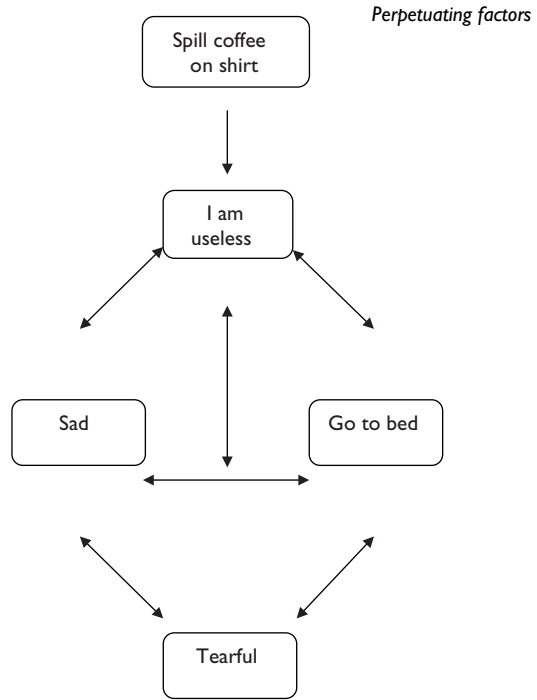 Perpetuating factors
Spill coffee
on shirt
I am
useless
Sad
Go to bed
Tearful